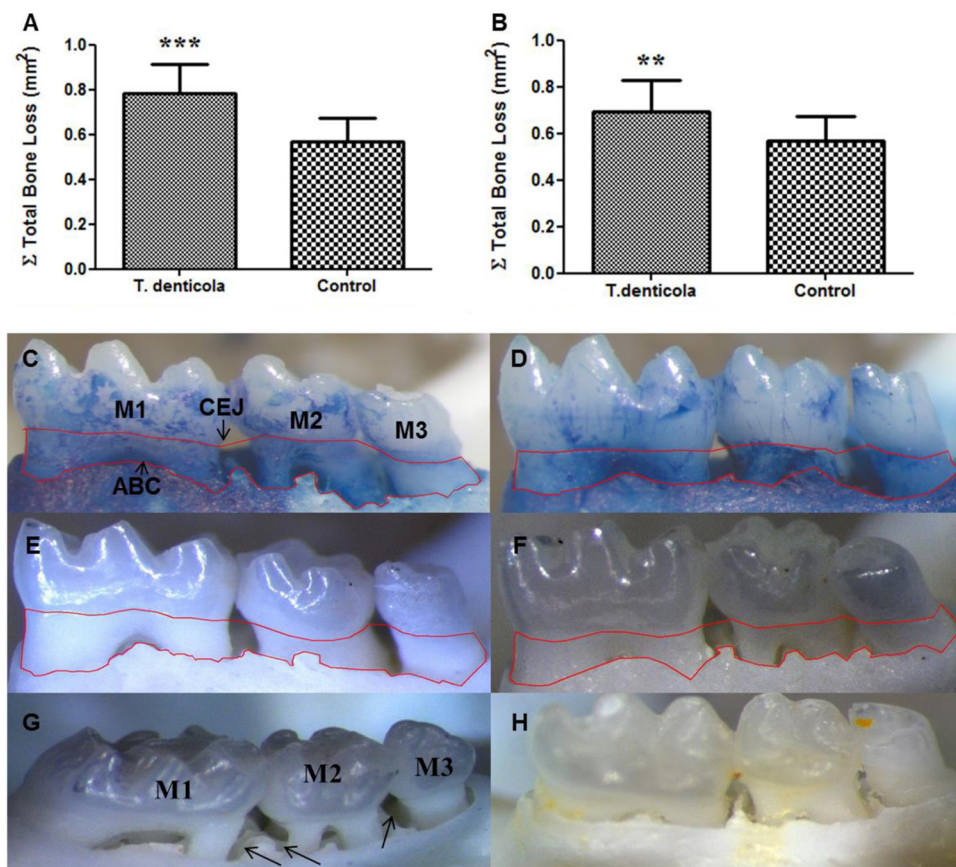 A
B
Σ Total Bone Loss (mm²)
1.0
0.8
0.6
0.4
0.2
0.0
***
T. denticola
Control
Σ Total Bone Loss (mm²)
1.0
0.8
0.6
0.4
0.2
0.0
**
T.denticola
Control
C
M1
CEJ
M2
M3
ABC
D
E
F
G
M1
M2
M3
H